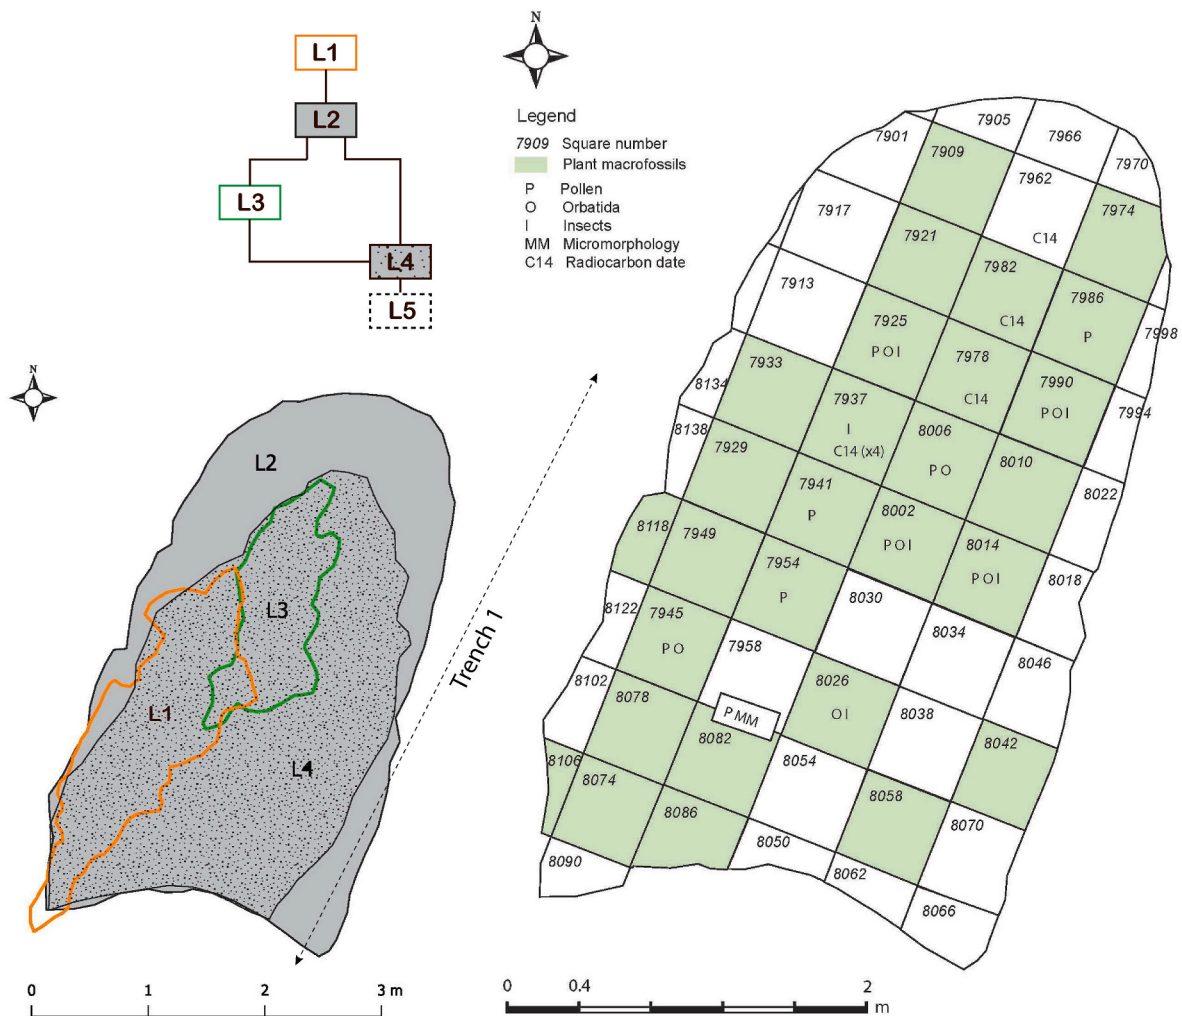 L1
L2
L3
L4
L5
N
L2
L3
L1
L4
0 1 2 3 m
Trench 1
N
Legend
7909 Square number
Plant macrofossils
P Pollen
O Orbatida
I Insects
MM Micromorphology
C14 Radiocarbon date
7901
7905
7966
7970
7909
7962
C14
7974
7917
7921
7982
C14
7986
P
7998
7913
7925
P O I
7978
C14
7990
P O I
7994
8134
7933
7937
I
C14 (x4)
8006
P O
8010
8022
8138
7929
7941
P
8002
P O I
8014
P O I
8018
8118
7949
7954
P
8030
8034
8046
8122
7945
P O
7958
P MM
8026
O I
8038
8042
8102
8078
8082
8054
8058
8070
8106
8074
8086
8050
8062
8066
8090
0 0.4 2
m